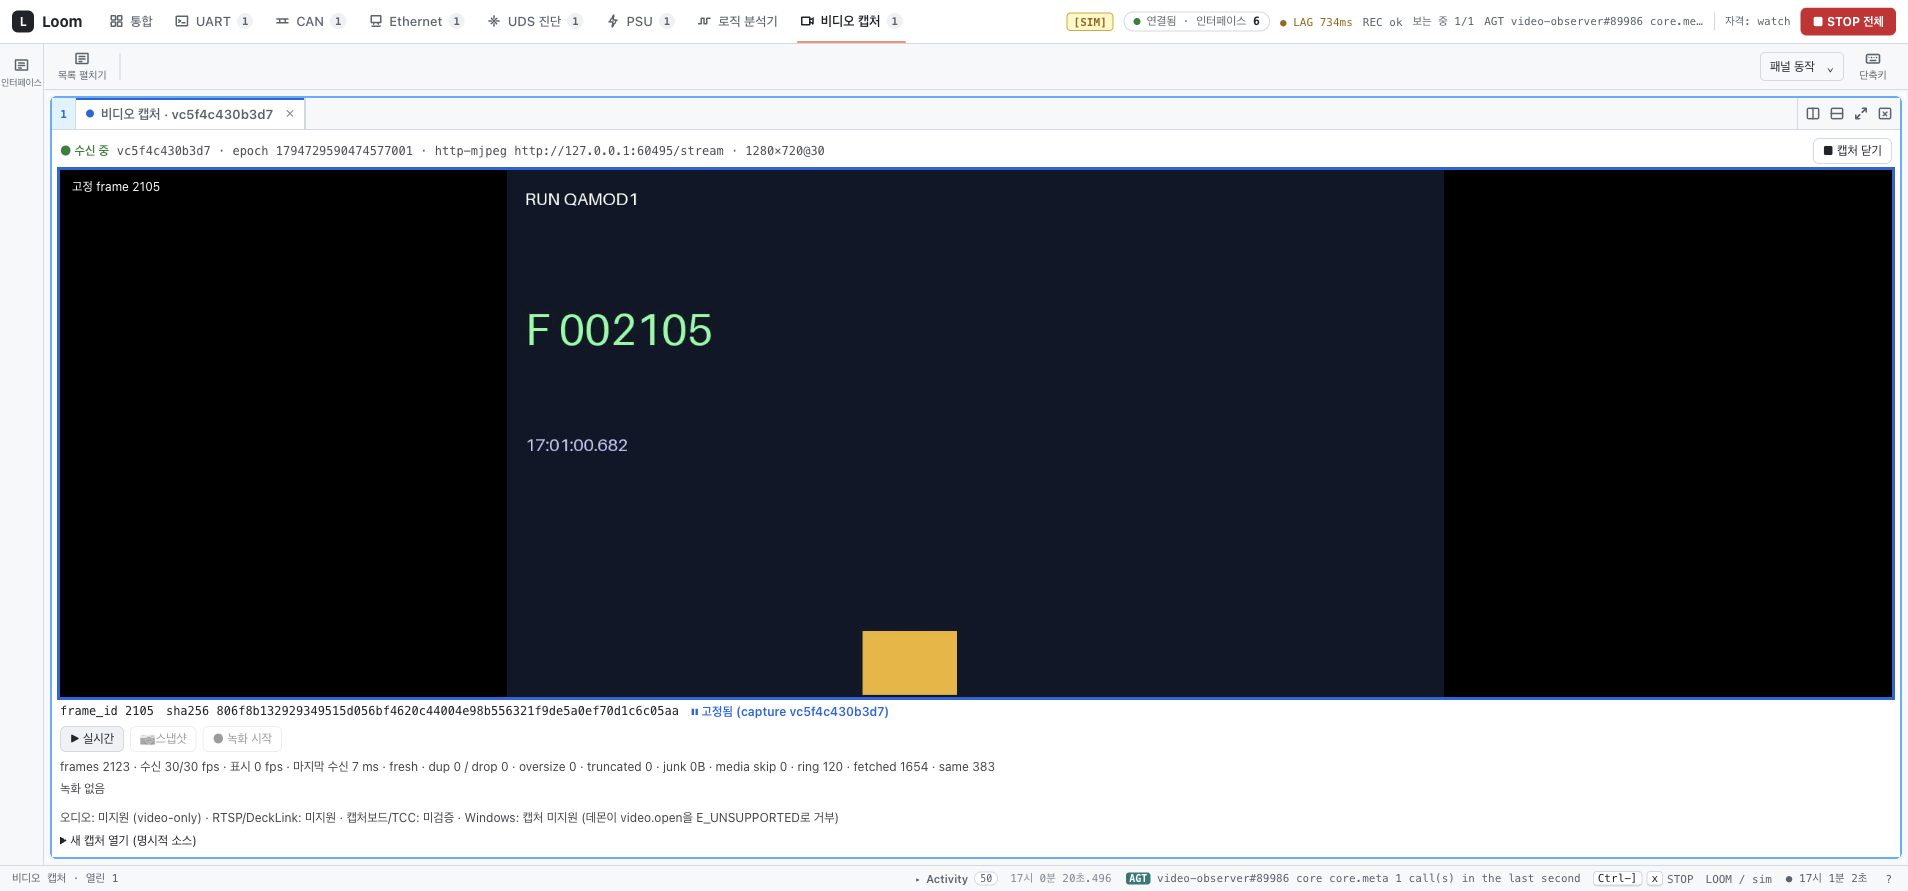 L Loom 통합 UART 1 CAN 1 Ethernet 1 UDS 진단 1 PSU 1 로직 분석기 비디오 캡처 1 [SIM] 연결됨 · 인터페이스 6 ● LAG 734ms REC ok 보는 중 1/1 AGT video-observer#89986 core.me… 자격: watch STOP 전체
인터페이스 목록 펼치기 패널 동작 단축키
1 비디오 캡처 · vc5f4c430b3d7 ×
수신 중 vc5f4c430b3d7 · epoch 1794729590474577001 · http-mjpeg http://127.0.0.1:60495/stream · 1280×720@30 캡처 닫기
고정 frame 2105
RUN QAMOD1
F 002105
17:01:00.682
frame_id 2105 sha256 806f8b132929349515d056bf4620c44004e98b556321f9de5a0ef70d1c6c05aa 고정됨 (capture vc5f4c430b3d7)
▶ 실시간 스냅샷 ● 녹화 시작
frames 2123 · 수신 30/30 fps · 표시 0 fps · 마지막 수신 7 ms · fresh · dup 0 / drop 0 · oversize 0 · truncated 0 · junk 0B · media skip 0 · ring 120 · fetched 1654 · same 383
녹화 없음
오디오: 미지원 (video-only) · RTSP/DeckLink: 미지원 · 캡처보드/TCC: 미검증 · Windows: 캡처 미지원 (데몬이 video.open을 E_UNSUPPORTED로 거부)
▶ 새 캡처 열기 (명시적 소스)
비디오 캡처 · 열린 1 ▸ Activity 50 17시 0분 20초.496 AGT video-observer#89986 core core.meta 1 call(s) in the last second Ctrl-] x STOP LOOM / sim ● 17시 1분 2초 ?